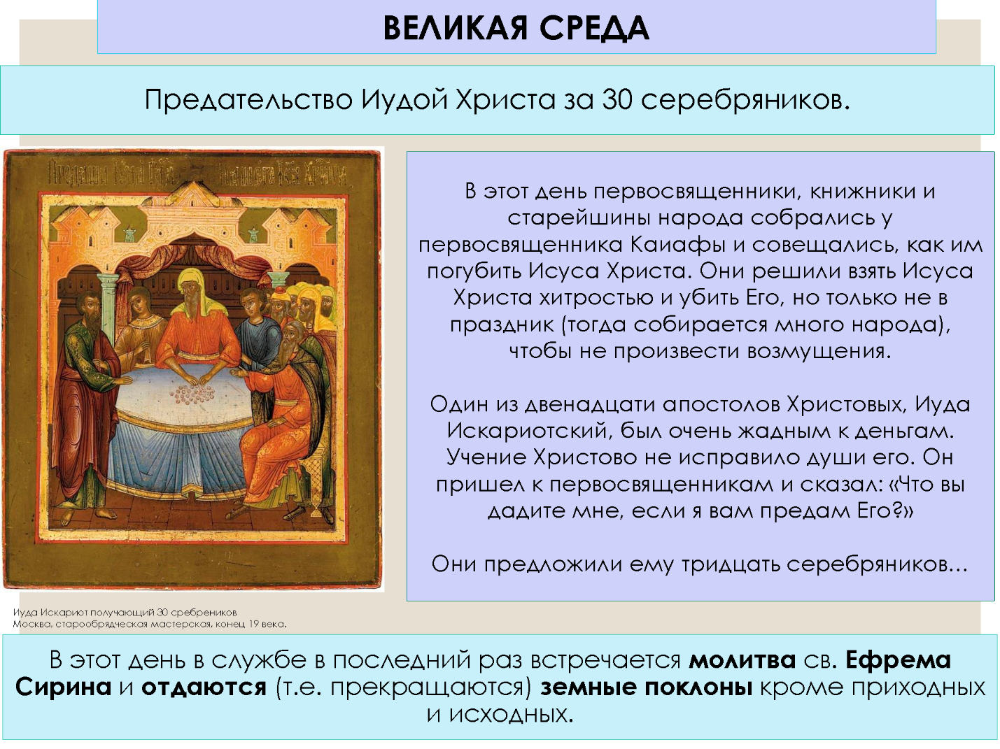 ВЕЛИКАЯ СРЕДА
Предательство Иудой Христа за 30 серебряников.
В этот день первосвященники, книжники и
старейшины народа собрались у
первосвященника Каиафы и совещались, как им
погубить Исуса Христа. Они решили взять Исуса
Христа хитростью и убить Его, но только не в
праздник (тогда собирается много народа),
чтобы не произвести возмущения.
Один из двенадцати апостолов Христовых, Иуда
Искариотский, был очень жадным к деньгам.
Учение Христово не исправило души его. Он
пришел к первосвященникам и сказал: «Что вы
дадите мне, если я вам предам Его?»
Они предложили ему тридцать серебряников…
Иуда Искариот получающий 30 сребреников
Москва, старообрядческая мастерская, конец 19 века.
В этот день в службе в последний раз встречается молитва св. Ефрема
Сирина и отдаются (т.е. прекращаются) земные поклоны кроме приходных
и исходных.